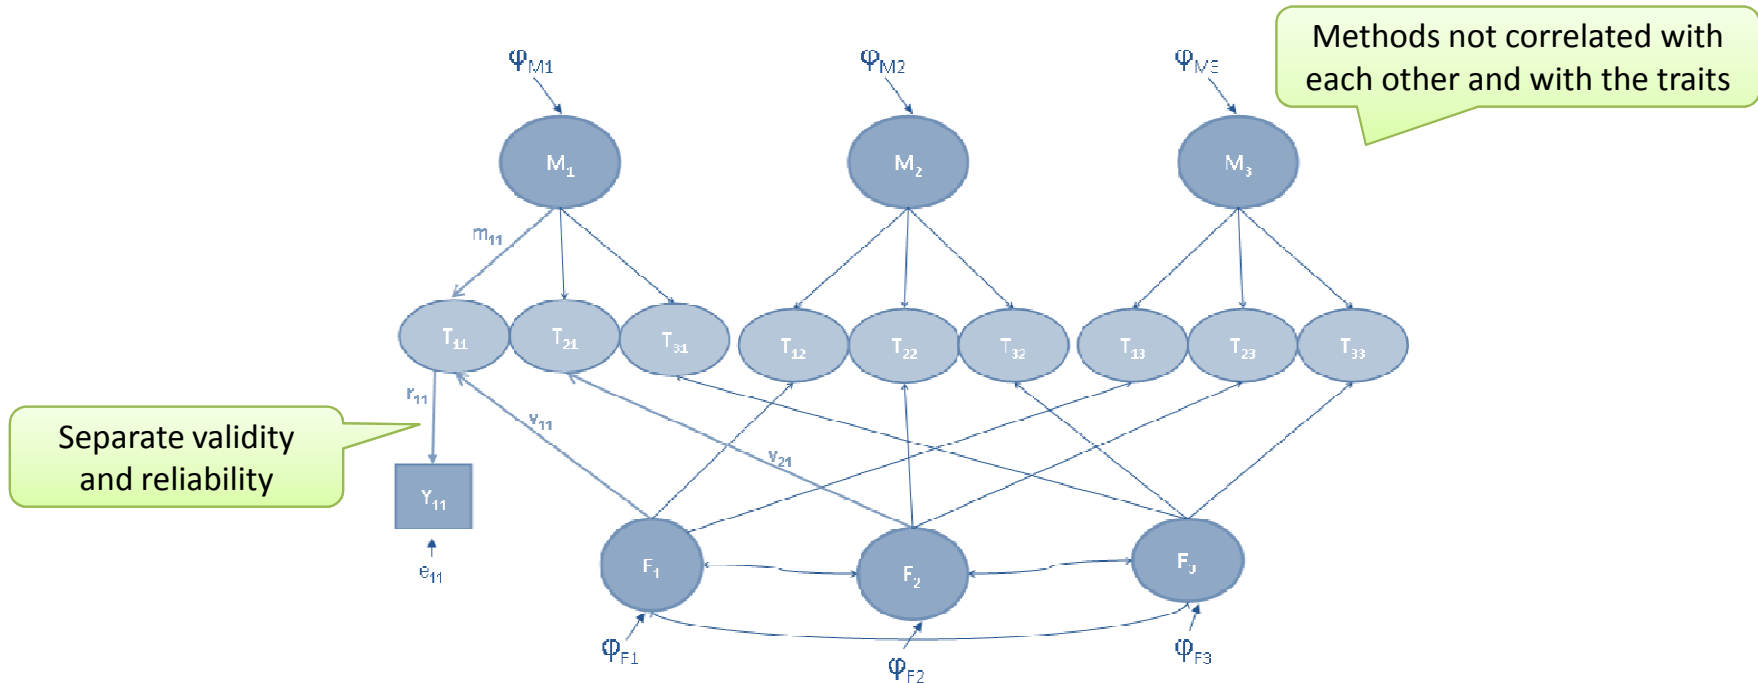 Methods not correlated with
each other and with the traits
φM1
φM2
φM3
M1
M2
M3
m11
T11
T21
T31
T12
T22
T32
T13
T23
T33
r11
v11
v21
Separate validity
and reliability
Y11
e11
F1
F2
F3
φF1
φF2
φF3